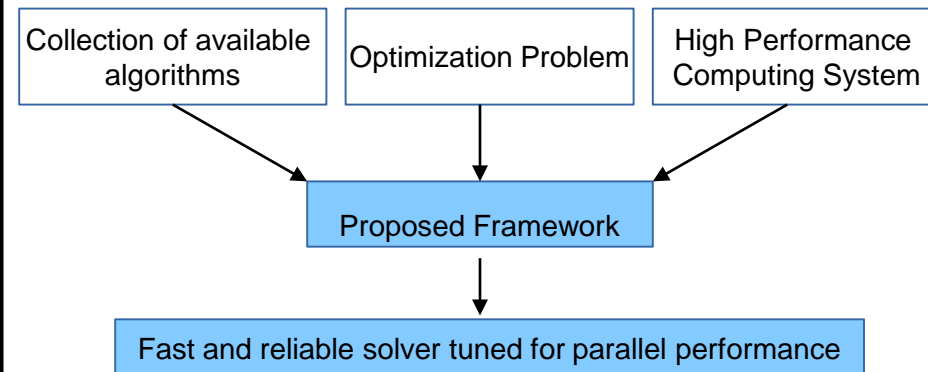 Collection of available
algorithms
Optimization Problem
High Performance
Computing System
Proposed Framework
Fast and reliable solver tuned for parallel performance